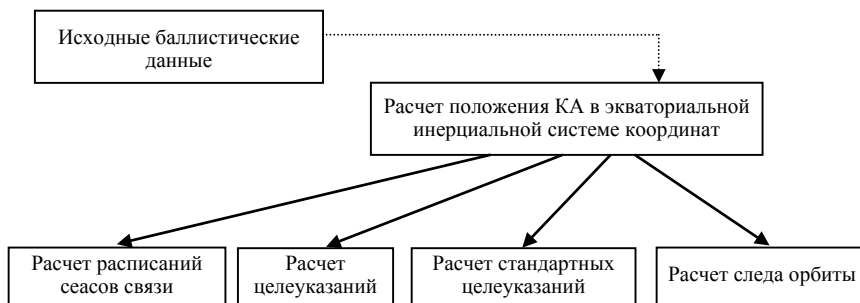 Исходные баллистические
данные
Расчет положения КА в экваториальной
инерциальной системе координат
Расчет расписаний
сеасов связи
Расчет
целеуказаний
Расчет стандартных
целеуказаний
Расчет следа орбиты